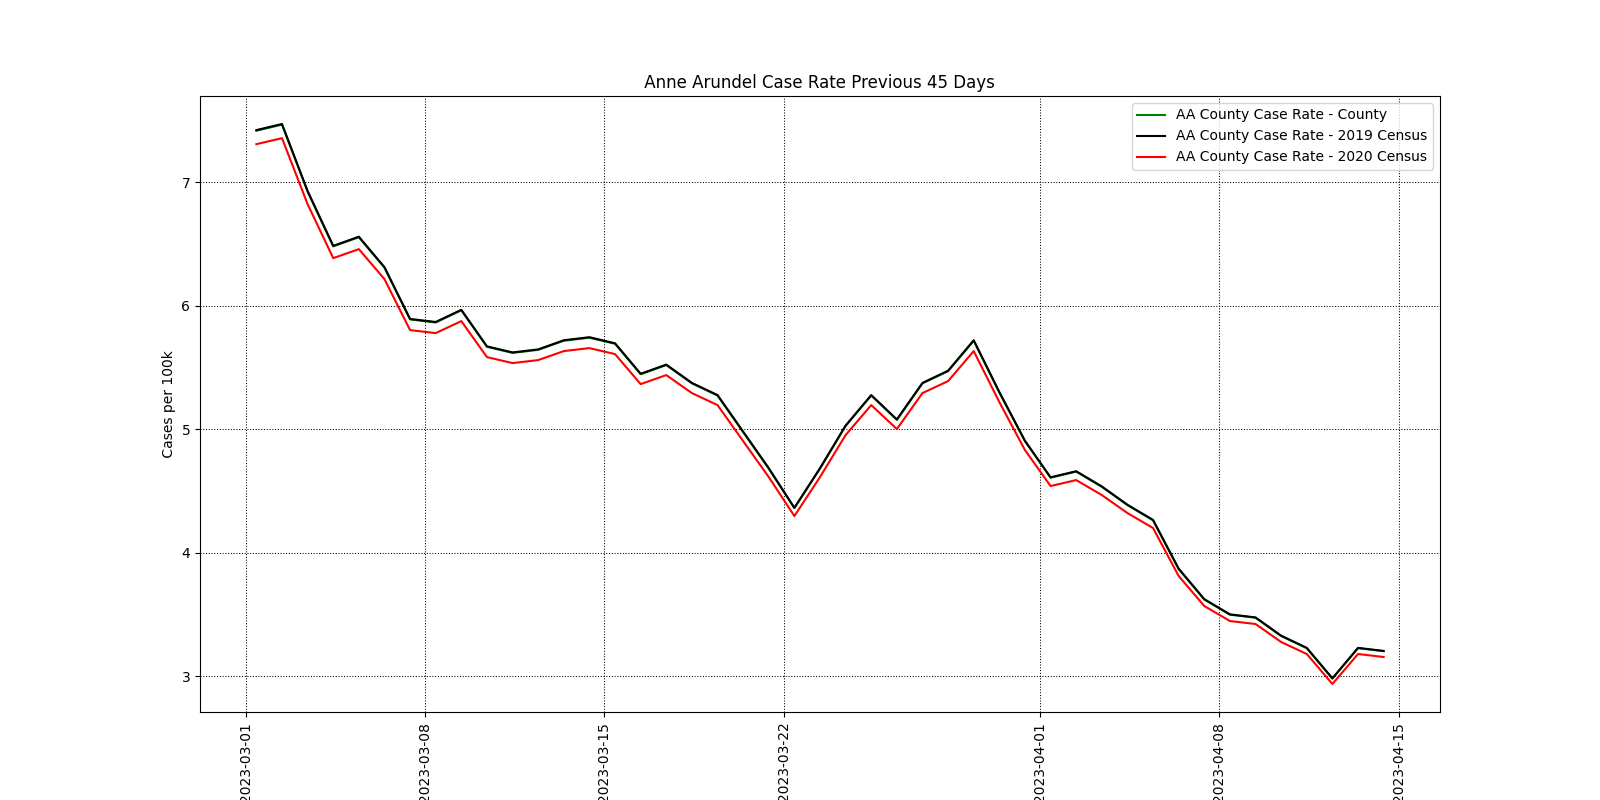 Anne Arundel Case Rate Previous 45 Days
AA County Case Rate - County
AA County Case Rate - 2019 Census
AA County Case Rate - 2020 Census
Cases per 100k
7
6
5
4
3
2023-03-01
2023-03-08
2023-03-15
2023-03-22
2023-04-01
2023-04-08
2023-04-15